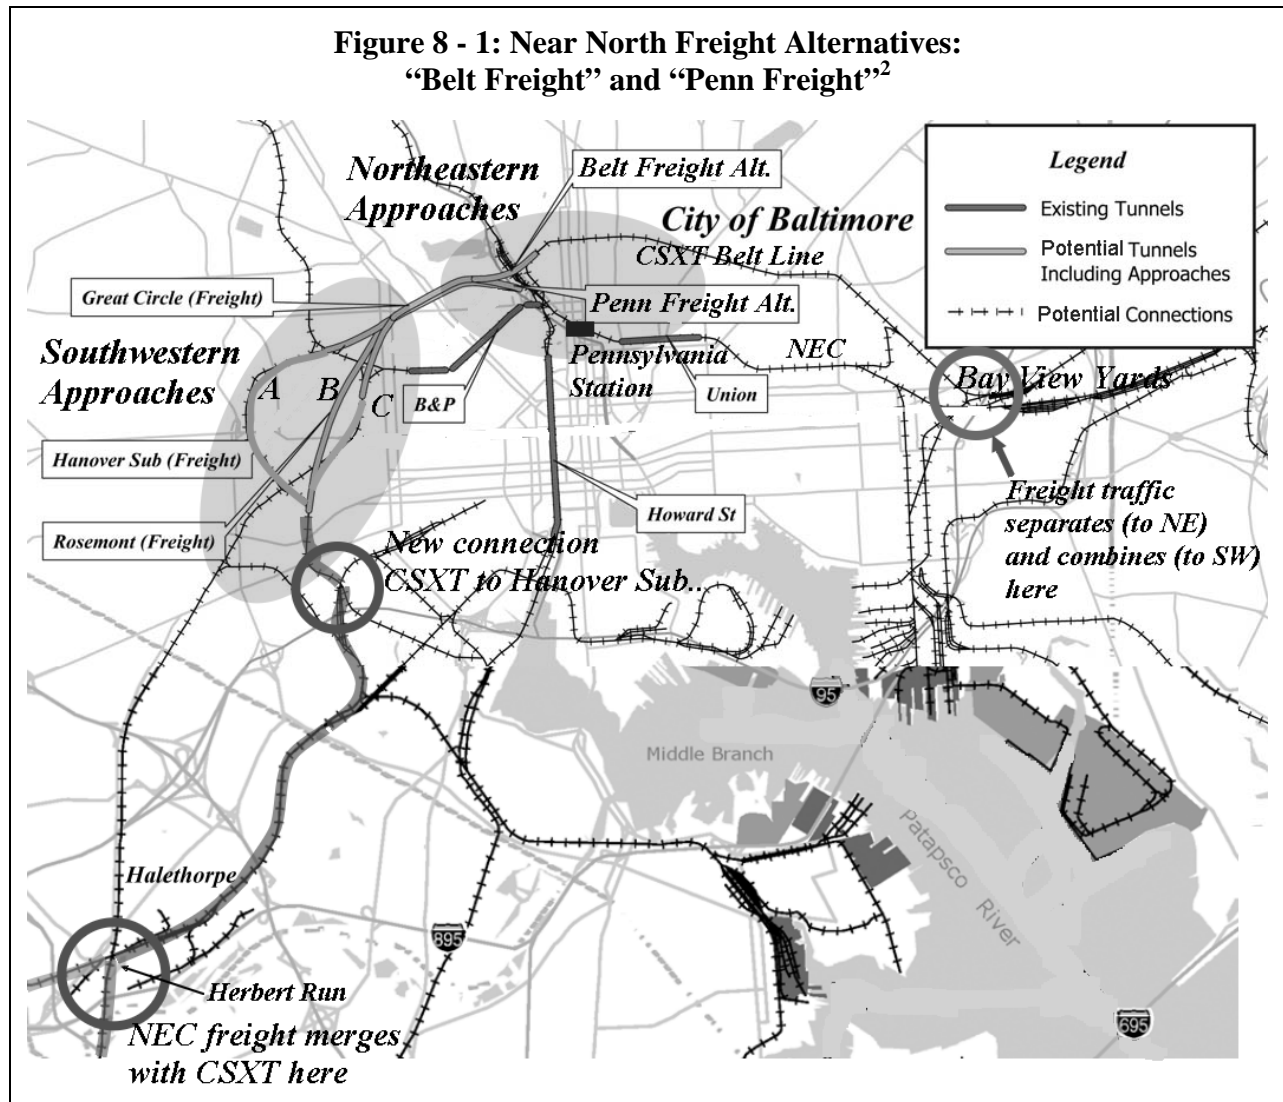 Figure 8 - 1: Near North Freight Alternatives:
“Belt Freight” and “Penn Freight”2
Legend
Existing Tunnels
Potential Tunnels
Including Approaches
Potential Connections
Northeastern
Approaches
Belt Freight Alt.
City of Baltimore
CSXT Belt Line
Great Circle (Freight)
Penn Freight Alt.
Southwestern
Approaches
A
B
C
B&P
Pennsylvania
Station
NEC
Union
Bay View Yards
Hanover Sub (Freight)
Rosemont (Freight)
Howard St
Freight traffic
separates (to NE)
and combines (to SW)
here
New connection
CSXT to Hanover Sub..
95
Middle Branch
Patapsco
River
Halethorpe
895
Herbert Run
695
NEC freight merges
with CSXT here